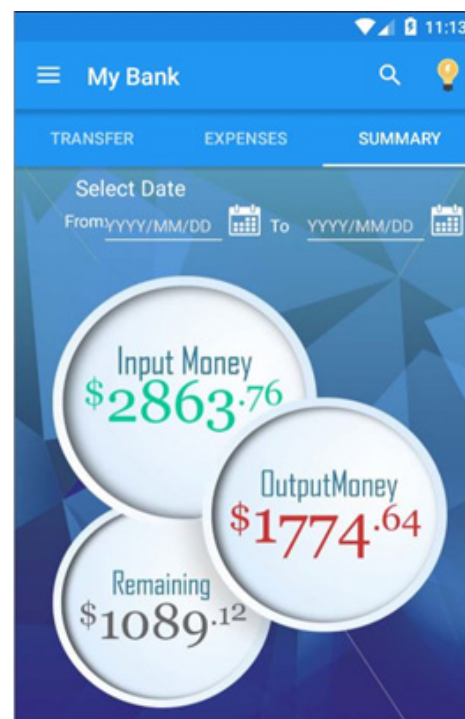 11:13
My Bank
TRANSFER EXPENSES SUMMARY
Select Date
From: YYYY/MM/DD To YYYY/MM/DD
Input Money
$2863.76
OutputMoney
$1774.64
Remaining
$1089.12